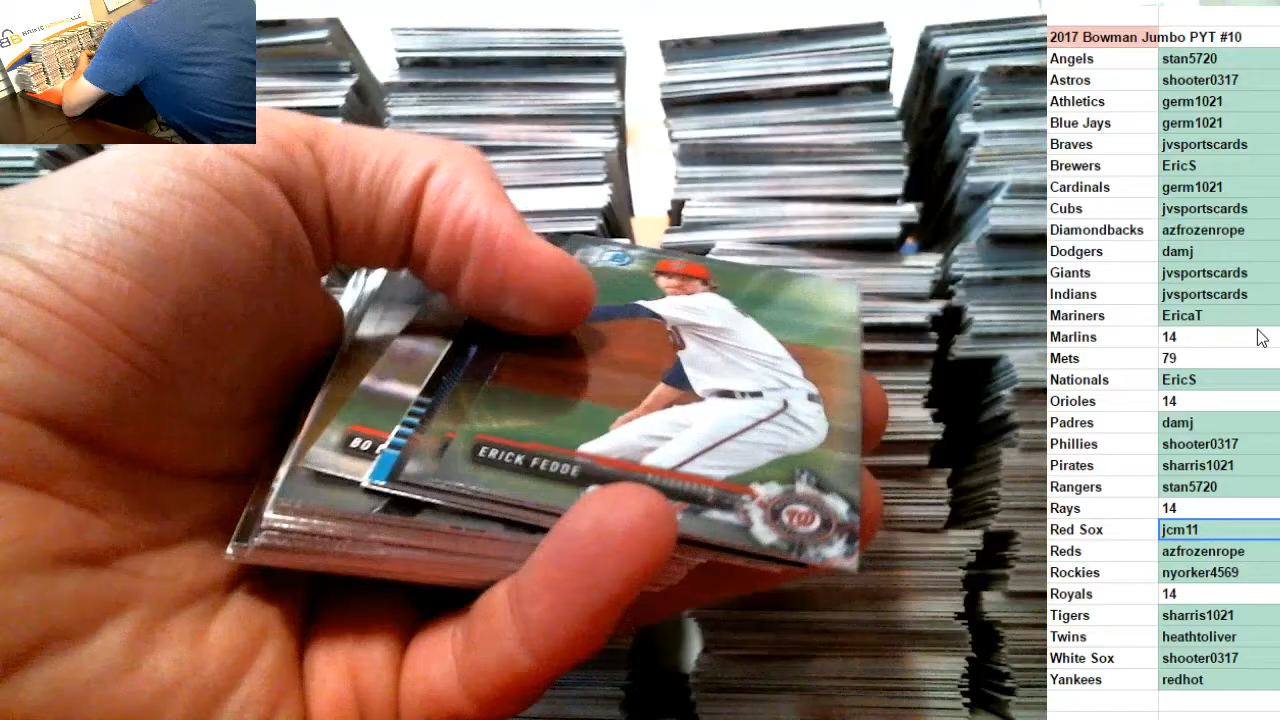 2017 Bowman Jumbo PYT #10
Angels stan5720
Astros shooter0317
Athletics germ1021
Blue Jays germ1021
Braves jvsportscards
Brewers EricS
Cardinals germ1021
Cubs jvsportscards
Diamondbacks azfrozenrope
Dodgers damj
Giants jvsportscards
Indians jvsportscards
Mariners EricaT
Marlins 14
Mets 79
Nationals EricS
Orioles 14
Padres damj
Phillies shooter0317
Pirates sharris1021
Rangers stan5720
Rays 14
Red Sox jcm11
Reds azfrozenrope
Rockies nyorker4569
Royals 14
Tigers sharris1021
Twins heathtoliver
White Sox shooter0317
Yankees redhot
BO
ERICK FEDDE
W